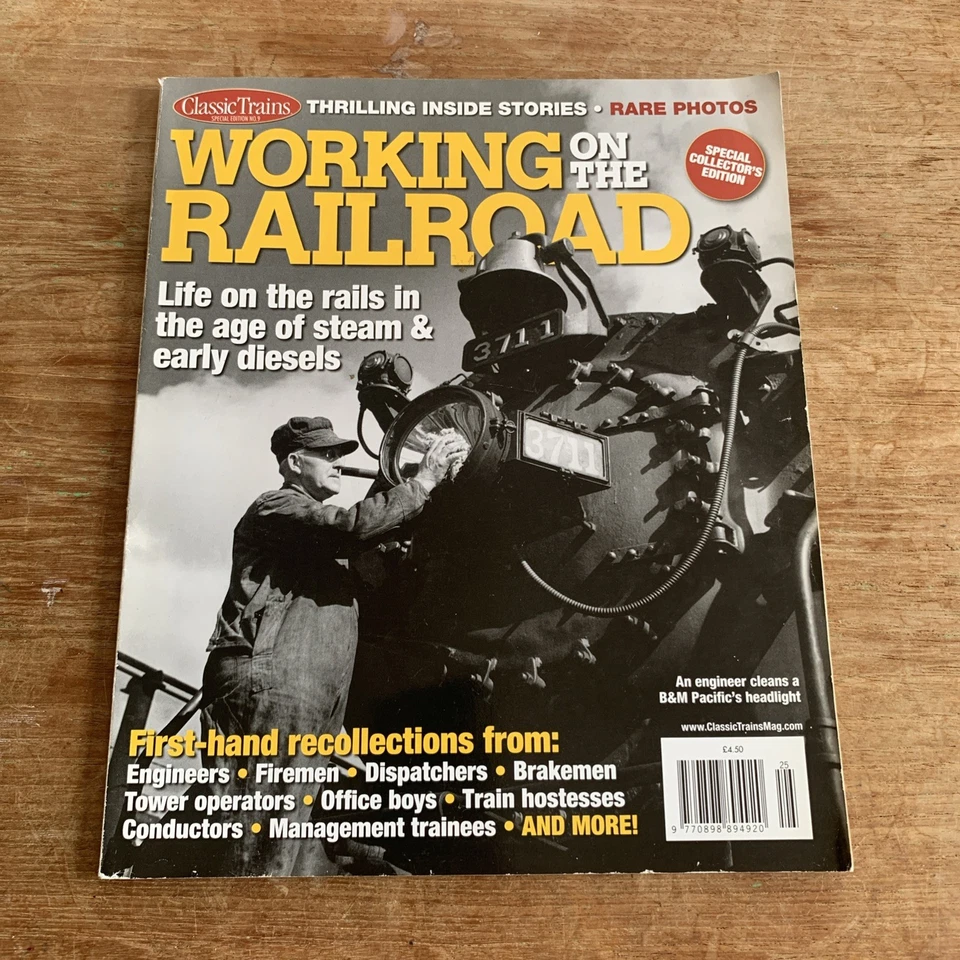 Classic Trains
SPECIAL EDITION NO. 9
THRILLING INSIDE STORIES • RARE PHOTOS
WORKING ON THE
RAILROAD
SPECIAL
COLLECTOR'S
EDITION
Life on the rails in
the age of steam &
early diesels
3711
3711
An engineer cleans a
B&M Pacific's headlight
www.ClassicTrainsMag.com
First-hand recollections from:
Engineers • Firemen • Dispatchers • Brakemen
Tower operators • Office boys • Train hostesses
Conductors • Management trainees • AND MORE!
£4.50
25
9 770898 894920